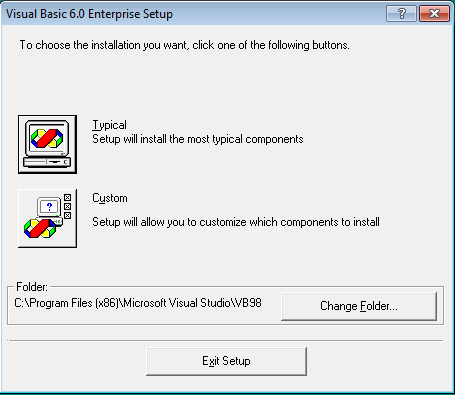 Visual Basic 6.0 Enterprise Setup
To choose the installation you want, click one of the following buttons.
Typical
Setup will install the most typical components
?
Custom
Setup will allow you to customize which components to install
Folder:
C:\Program Files (x86)\Microsoft Visual Studio\VB98
Change Folder...
Exit Setup